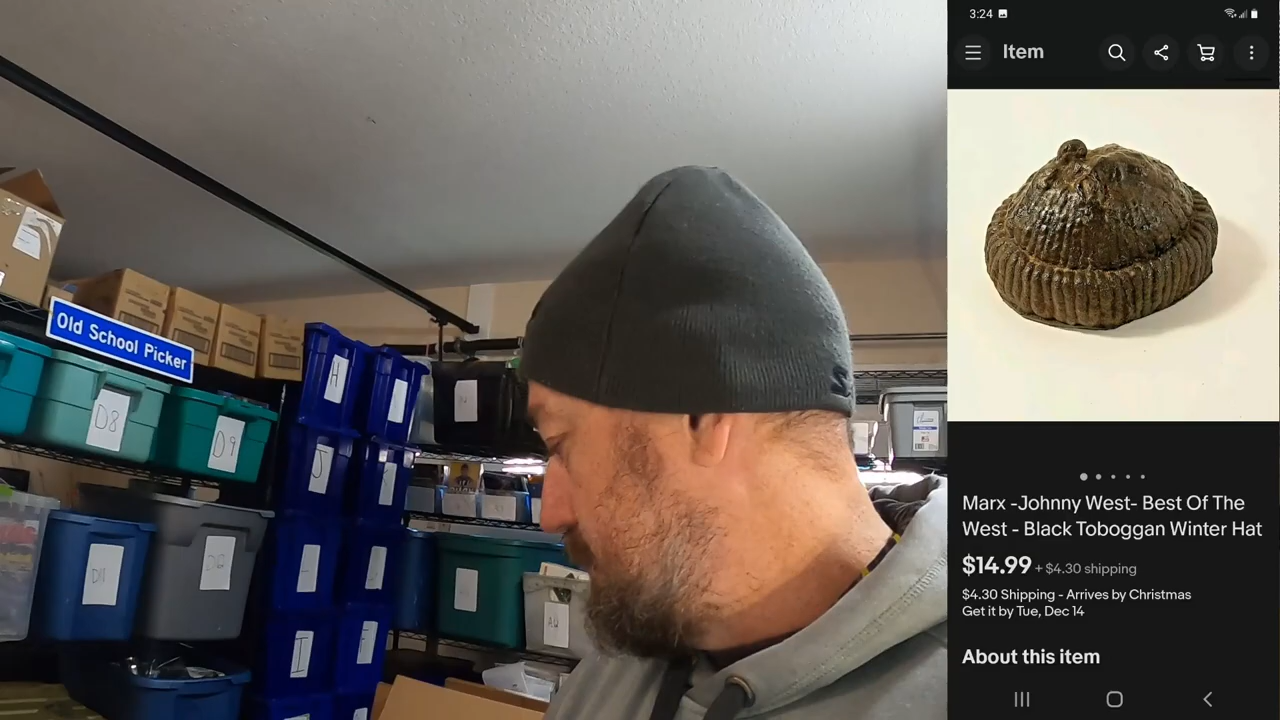 3:24
Item
Old School Picker
D8
D9
H
J
D11
I
Marx -Johnny West- Best Of The
West - Black Toboggan Winter Hat
$14.99 + $4.30 shipping
$4.30 Shipping - Arrives by Christmas
Get it by Tue, Dec 14
About this item